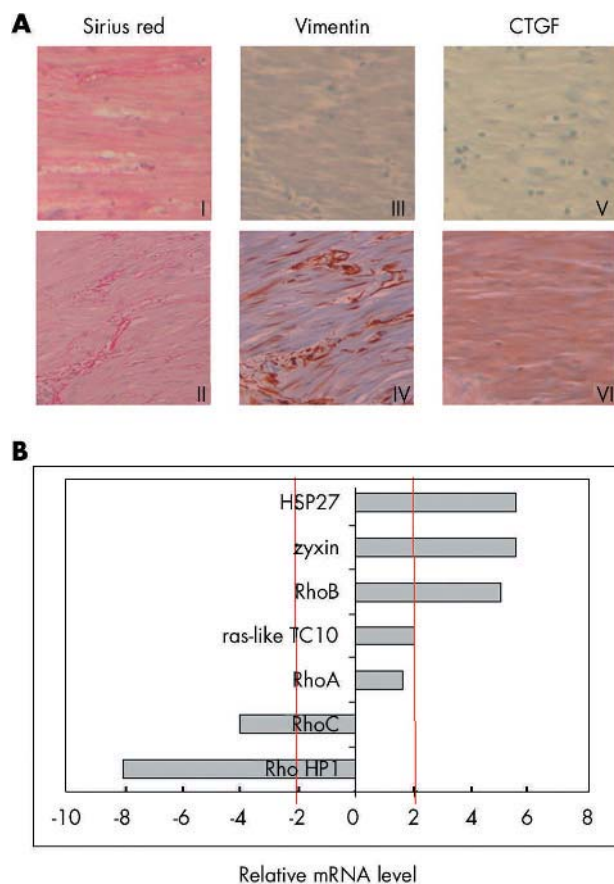 A
Sirius red Vimentin CTGF
I III V
II IV VI
B
HSP27
zyxin
RhoB
ras-like TC10
RhoA
RhoC
Rho HP1
-10 -8 -6 -4 -2 0 2 4 6 8
Relative mRNA level